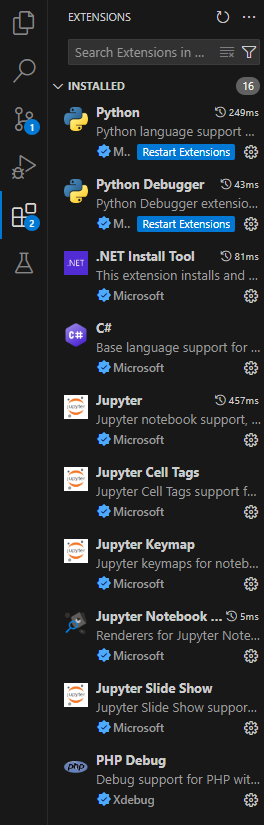 EXTENSIONS
Search Extensions in ...
INSTALLED 16
Python 249ms
Python language support ...
M... Restart Extensions
Python Debugger 43ms
Python Debugger extensio...
M... Restart Extensions
.NET
.NET Install Tool 81ms
This extension installs and ...
Microsoft
C#
C#
Base language support for ...
Microsoft
jupyter
Jupyter 457ms
Jupyter notebook support, ...
Microsoft
jupyter
Jupyter Cell Tags
Jupyter Cell Tags support f...
Microsoft
jupyter
Jupyter Keymap
Jupyter keymaps for noteb...
Microsoft
Jupyter Notebook ... 5ms
Renderers for Jupyter Note...
Microsoft
jupyter
Jupyter Slide Show
Jupyter Slide Show suppor...
Microsoft
php
PHP Debug
Debug support for PHP wit...
Xdebug
1
2